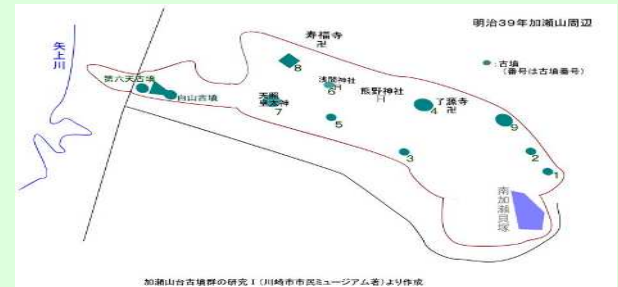 明治39年加瀬山周辺
●:古墳
(番号は古墳番号)
矢上川
寿福寺
卍
8
第六天古墳
白山古墳
天照
皇太神
7
浅間神社
6
熊野神社
5
了源寺
4
卍
9
3
2
1
南加瀬貝塚
加瀬山台古墳群の研究Ⅰ(川崎市市民ミュージアム著)より作成